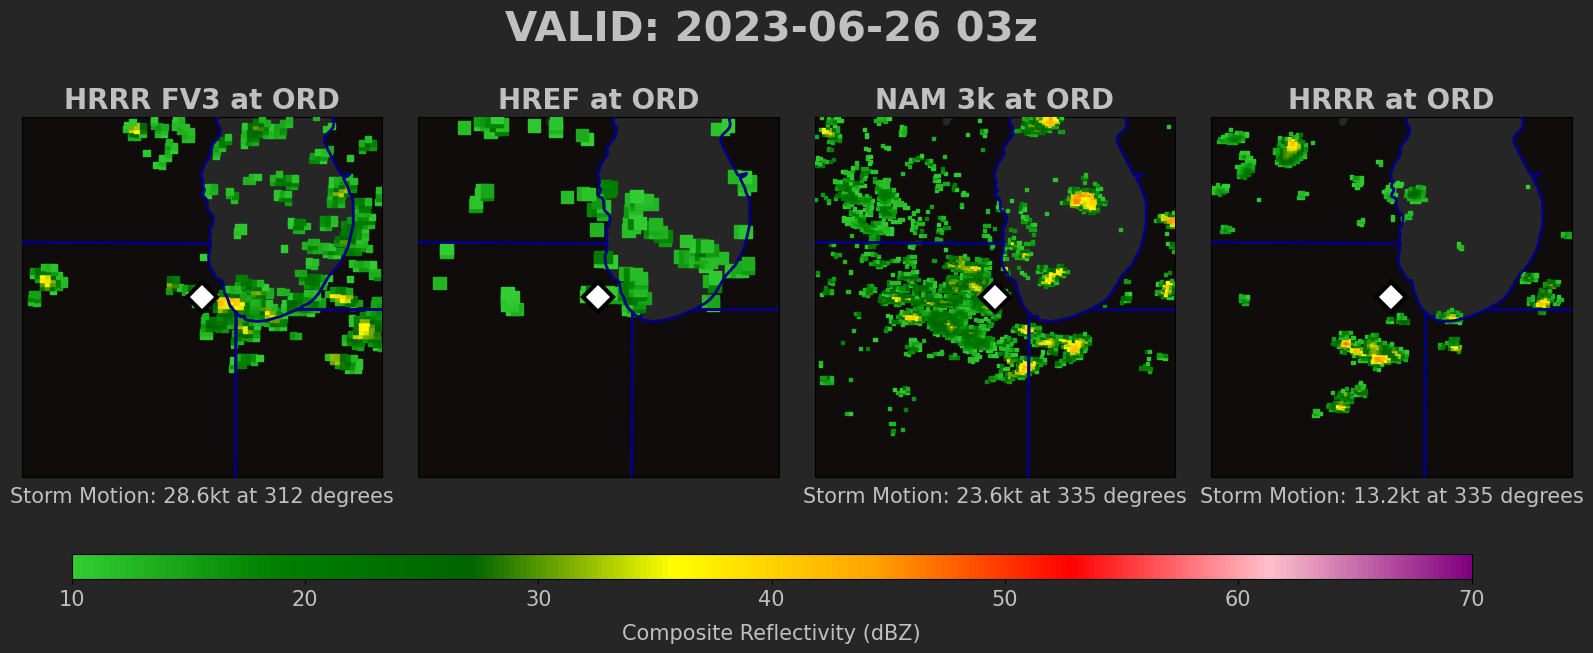 VALID: 2023-06-26 03z
HRRR FV3 at ORD
HREF at ORD
NAM 3k at ORD
HRRR at ORD
Storm Motion: 28.6kt at 312 degrees
Storm Motion: 23.6kt at 335 degrees
Storm Motion: 13.2kt at 335 degrees
10 20 30 40 50 60 70
Composite Reflectivity (dBZ)